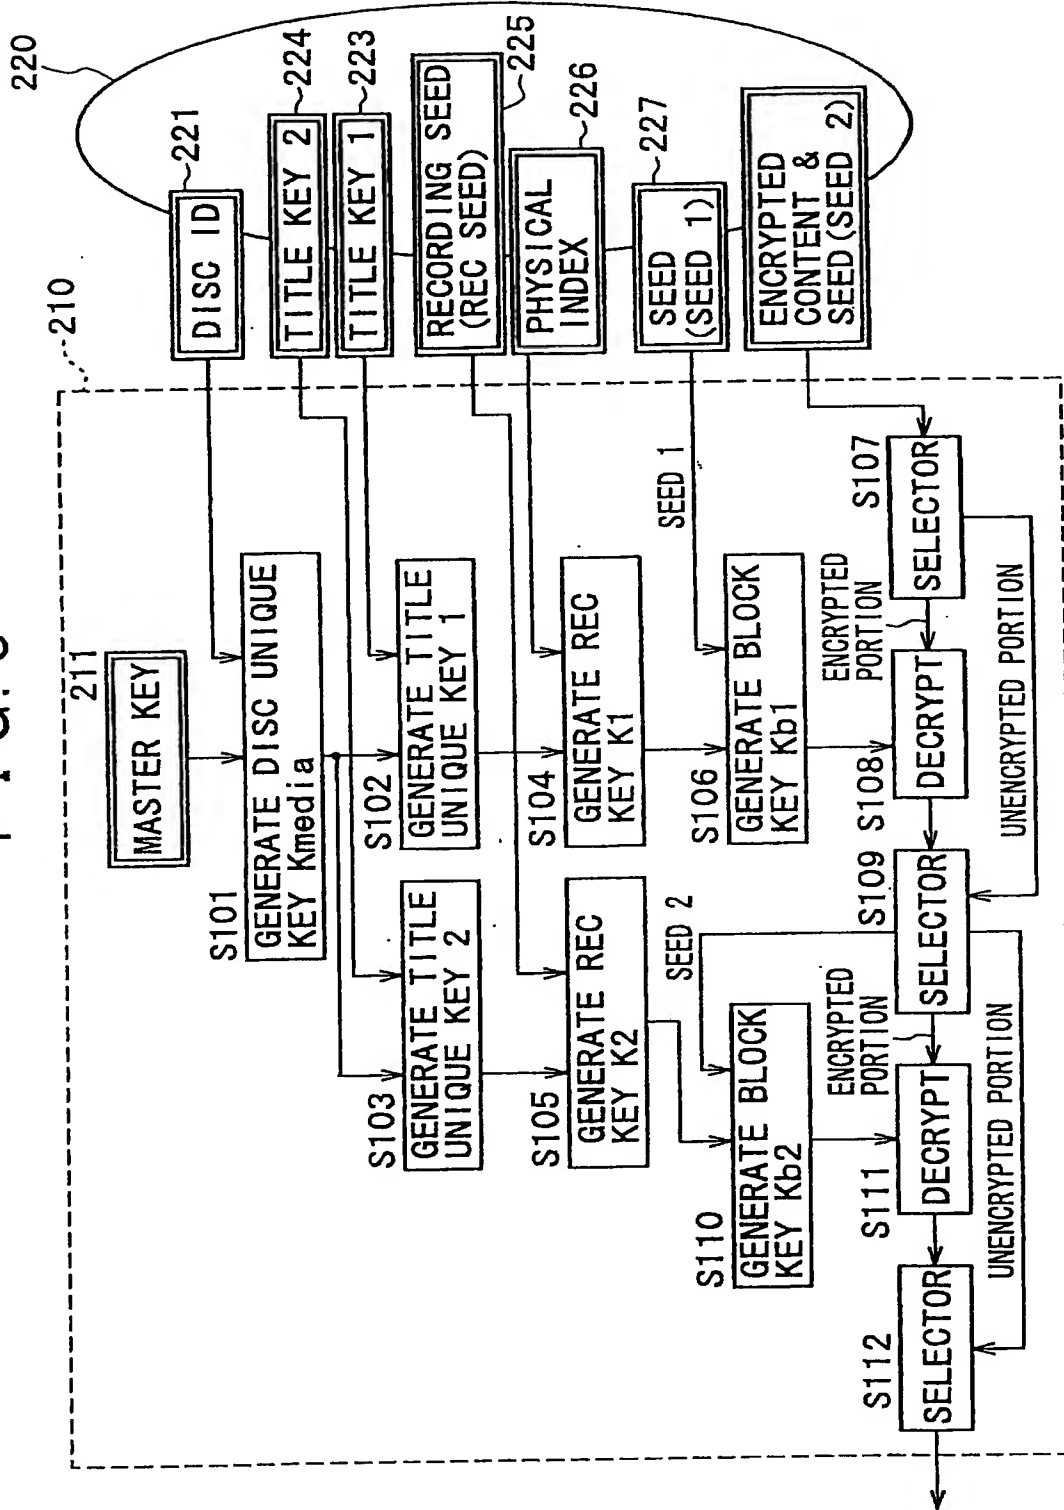 220
210
211
MASTER KEY
221
DISC ID
224
TITLE KEY 2
223
TITLE KEY 1
225
RECORDING SEED
(REC SEED)
226
PHYSICAL
INDEX
227
SEED
(SEED 1)
ENCRYPTED
CONTENT &
SEED(SEED 2)
S101
GENERATE DISC UNIQUE
KEY Kmedia
S103
GENERATE TITLE
UNIQUE KEY 2
S102
GENERATE TITLE
UNIQUE KEY 1
S105
GENERATE REC
KEY K2
S104
GENERATE REC
KEY K1
SEED 1
SEED 2
S110
GENERATE BLOCK
KEY Kb2
S106
GENERATE BLOCK
KEY Kb1
S112
SELECTOR
S111
DECRYPT
ENCRYPTED
PORTION
S109
SELECTOR
S108
DECRYPT
ENCRYPTED
PORTION
S107
SELECTOR
UNENCRYPTED PORTION
UNENCRYPTED PORTION